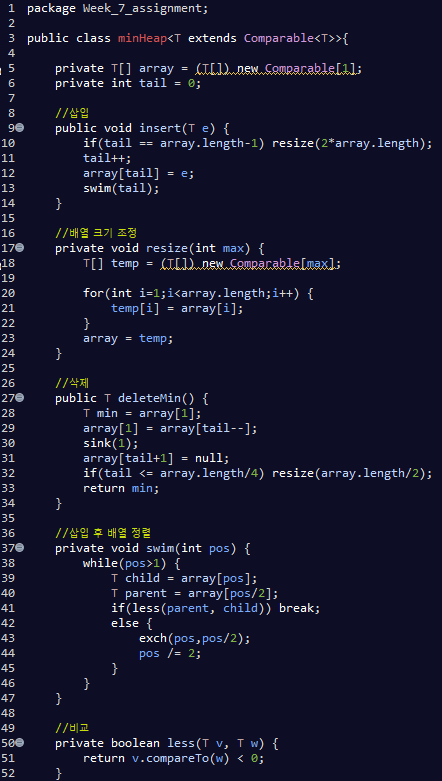 1 package Week_7_assignment;
2
3 public class minHeap<T extends Comparable<T>>{
4
5     private T[] array = (T[]) new Comparable[1];
6     private int tail = 0;
7
8     //삽입
9     public void insert(T e) {
10         if(tail == array.length-1) resize(2*array.length);
11         tail++;
12         array[tail] = e;
13         swim(tail);
14     }
15
16     //배열 크기 조정
17     private void resize(int max) {
18         T[] temp = (T[]) new Comparable[max];
19
20         for(int i=1;i<array.length;i++) {
21             temp[i] = array[i];
22         }
23         array = temp;
24     }
25
26     //삭제
27     public T deleteMin() {
28         T min = array[1];
29         array[1] = array[tail--];
30         sink(1);
31         array[tail+1] = null;
32         if(tail <= array.length/4) resize(array.length/2);
33         return min;
34     }
35
36     //삽입 후 배열 정렬
37     private void swim(int pos) {
38         while(pos>1) {
39             T child = array[pos];
40             T parent = array[pos/2];
41             if(less(parent, child)) break;
42             else {
43                 exch(pos,pos/2);
44                 pos /= 2;
45             }
46         }
47     }
48
49     //비교
50     private boolean less(T v, T w) {
51         return v.compareTo(w) < 0;
52     }